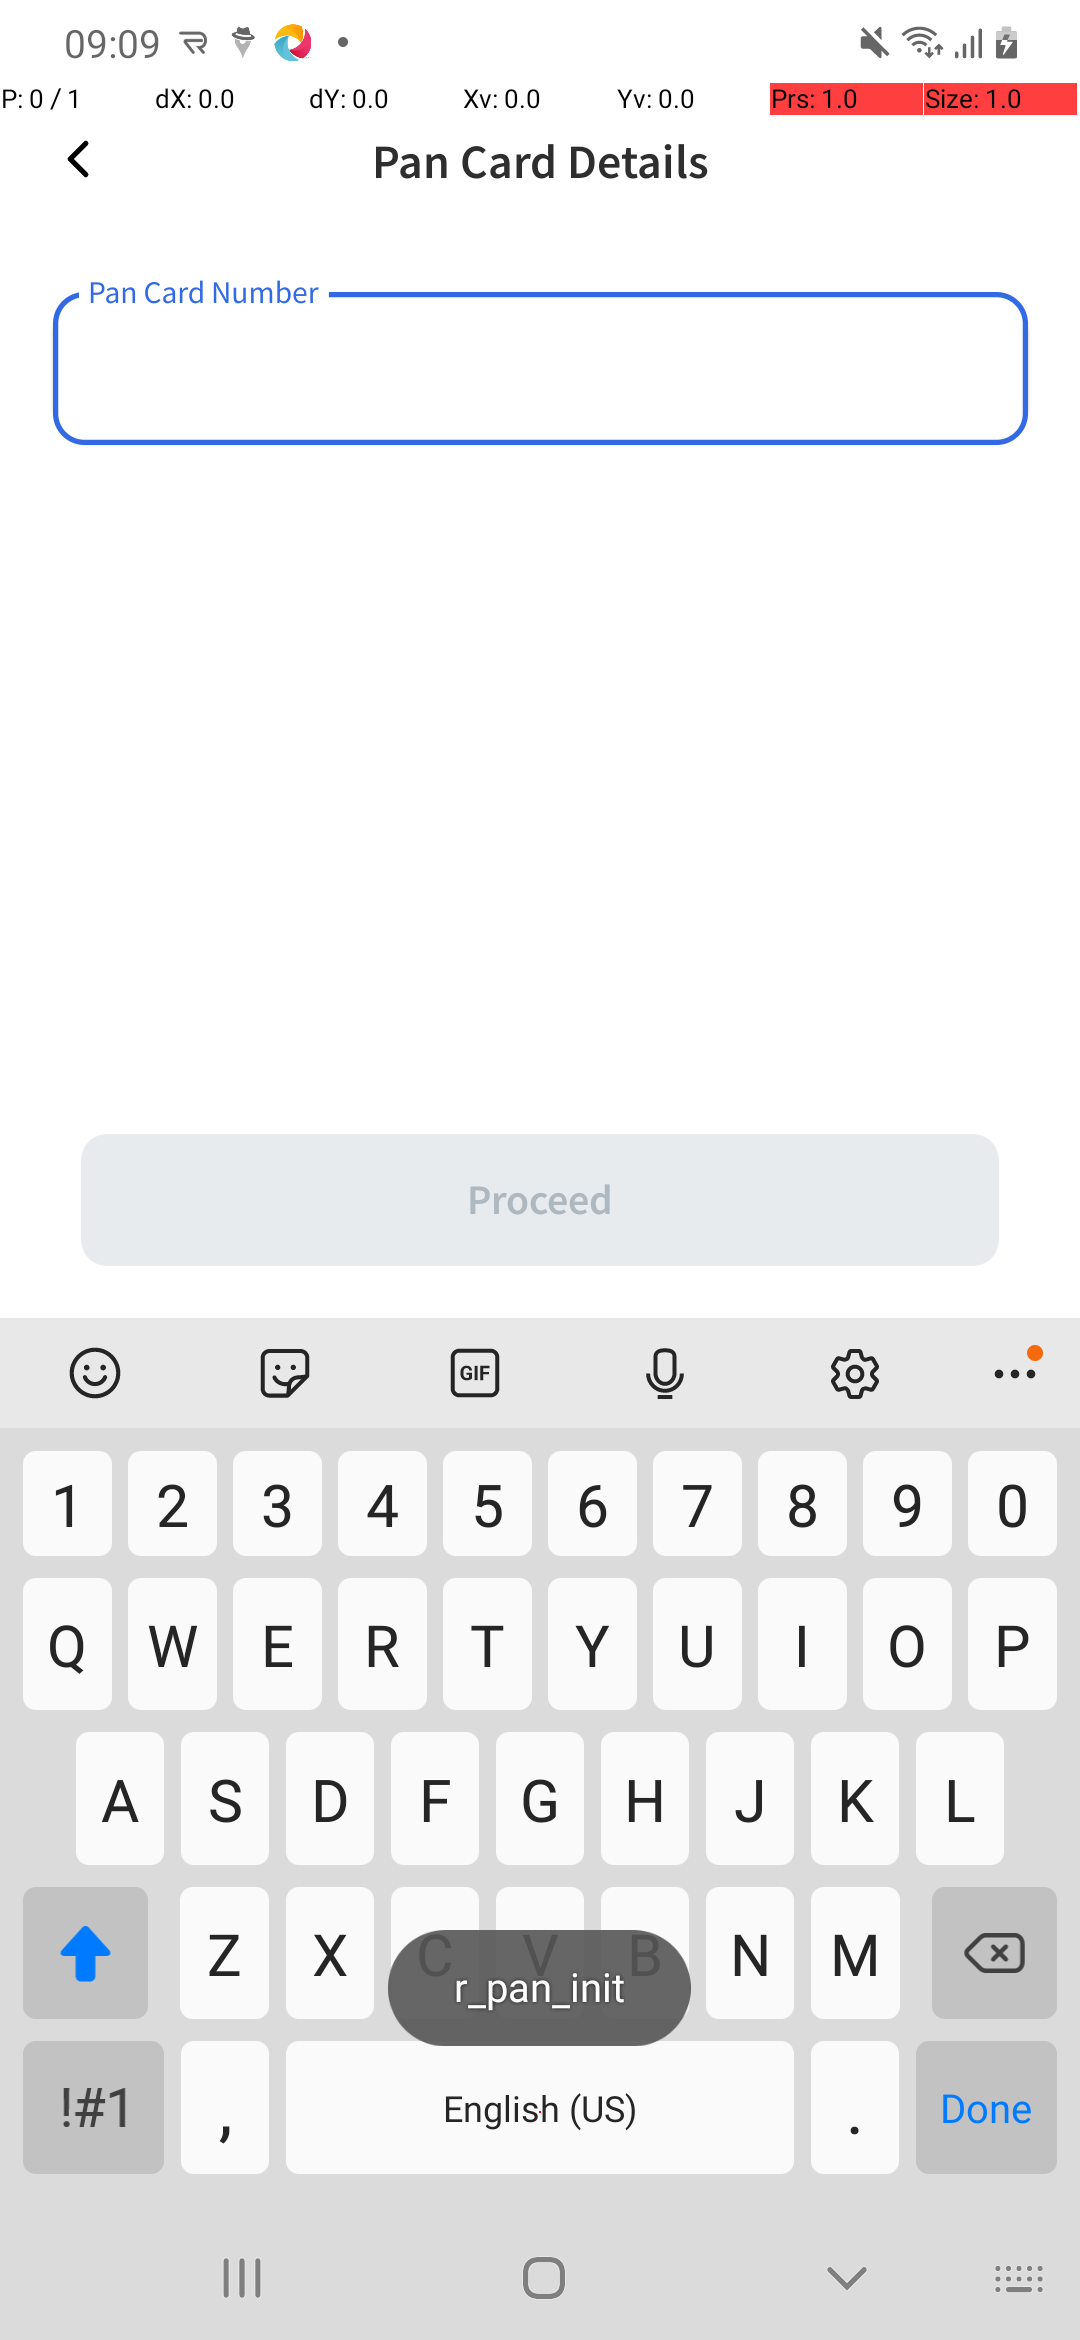 09:09
P: 0 / 1 dX: 0.0 dY: 0.0 Xv: 0.0 Yv: 0.0 Prs: 1.0 Size: 1.0
Pan Card Details
Pan Card Number
Proceed
GIF
1 2 3 4 5 6 7 8 9 0
Q W E R T Y U I O P
A S D F G H J K L
Z X C V B N M
r_pan_init
!#1 , English (US) . Done